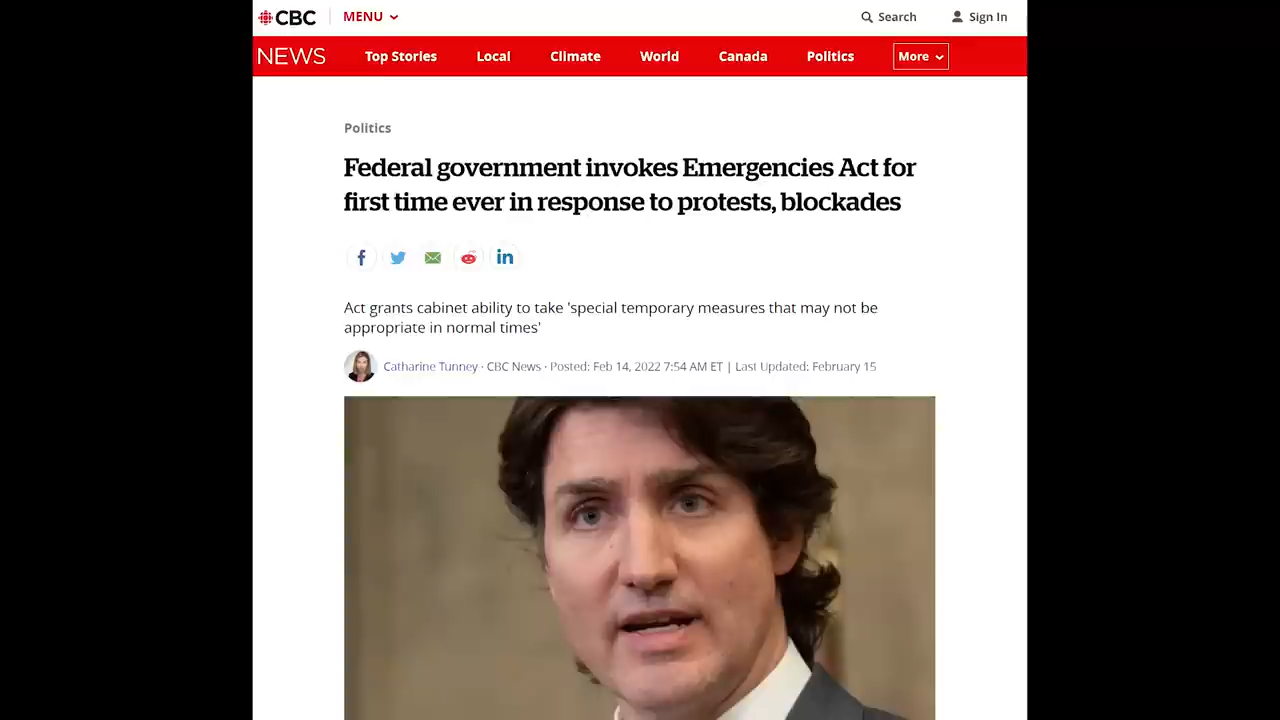 CBC MENU Search Sign In
NEWS Top Stories Local Climate World Canada Politics More
Politics
Federal government invokes Emergencies Act for
first time ever in response to protests, blockades
Act grants cabinet ability to take 'special temporary measures that may not be
appropriate in normal times'
Catharine Tunney · CBC News · Posted: Feb 14, 2022 7:54 AM ET | Last Updated: February 15